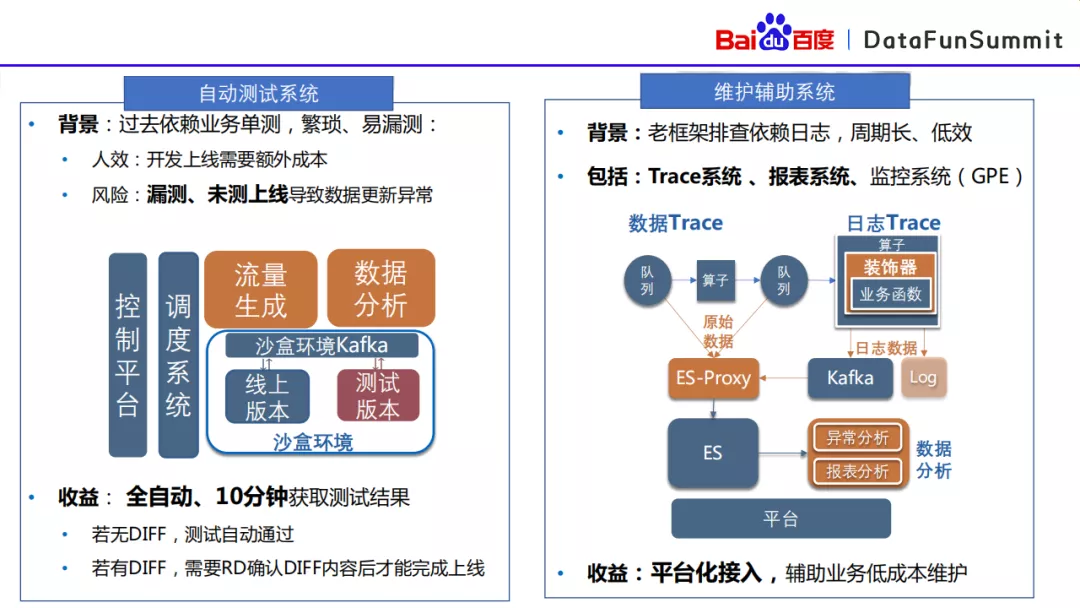 Baidu百度 | DataFunSummit
自动测试系统
• 背景：过去依赖业务单测，繁琐、易漏测：
• 人效：开发上线需要额外成本
• 风险：漏测、未测上线导致数据更新异常
控制平台
调度系统
流量生成
数据分析
沙盒环境Kafka
线上版本
测试版本
沙盒环境
• 收益： 全自动、10分钟获取测试结果
• 若无DIFF，测试自动通过
• 若有DIFF，需要RD确认DIFF内容后才能完成上线
维护辅助系统
• 背景：老框架排查依赖日志，周期长、低效
• 包括：Trace系统 、报表系统、监控系统（GPE）
数据Trace
日志Trace
队列
算子
队列
算子
装饰器
业务函数
原始数据
日志数据
ES-Proxy
Kafka
Log
ES
异常分析
报表分析
数据分析
平台
• 收益：平台化接入，辅助业务低成本维护